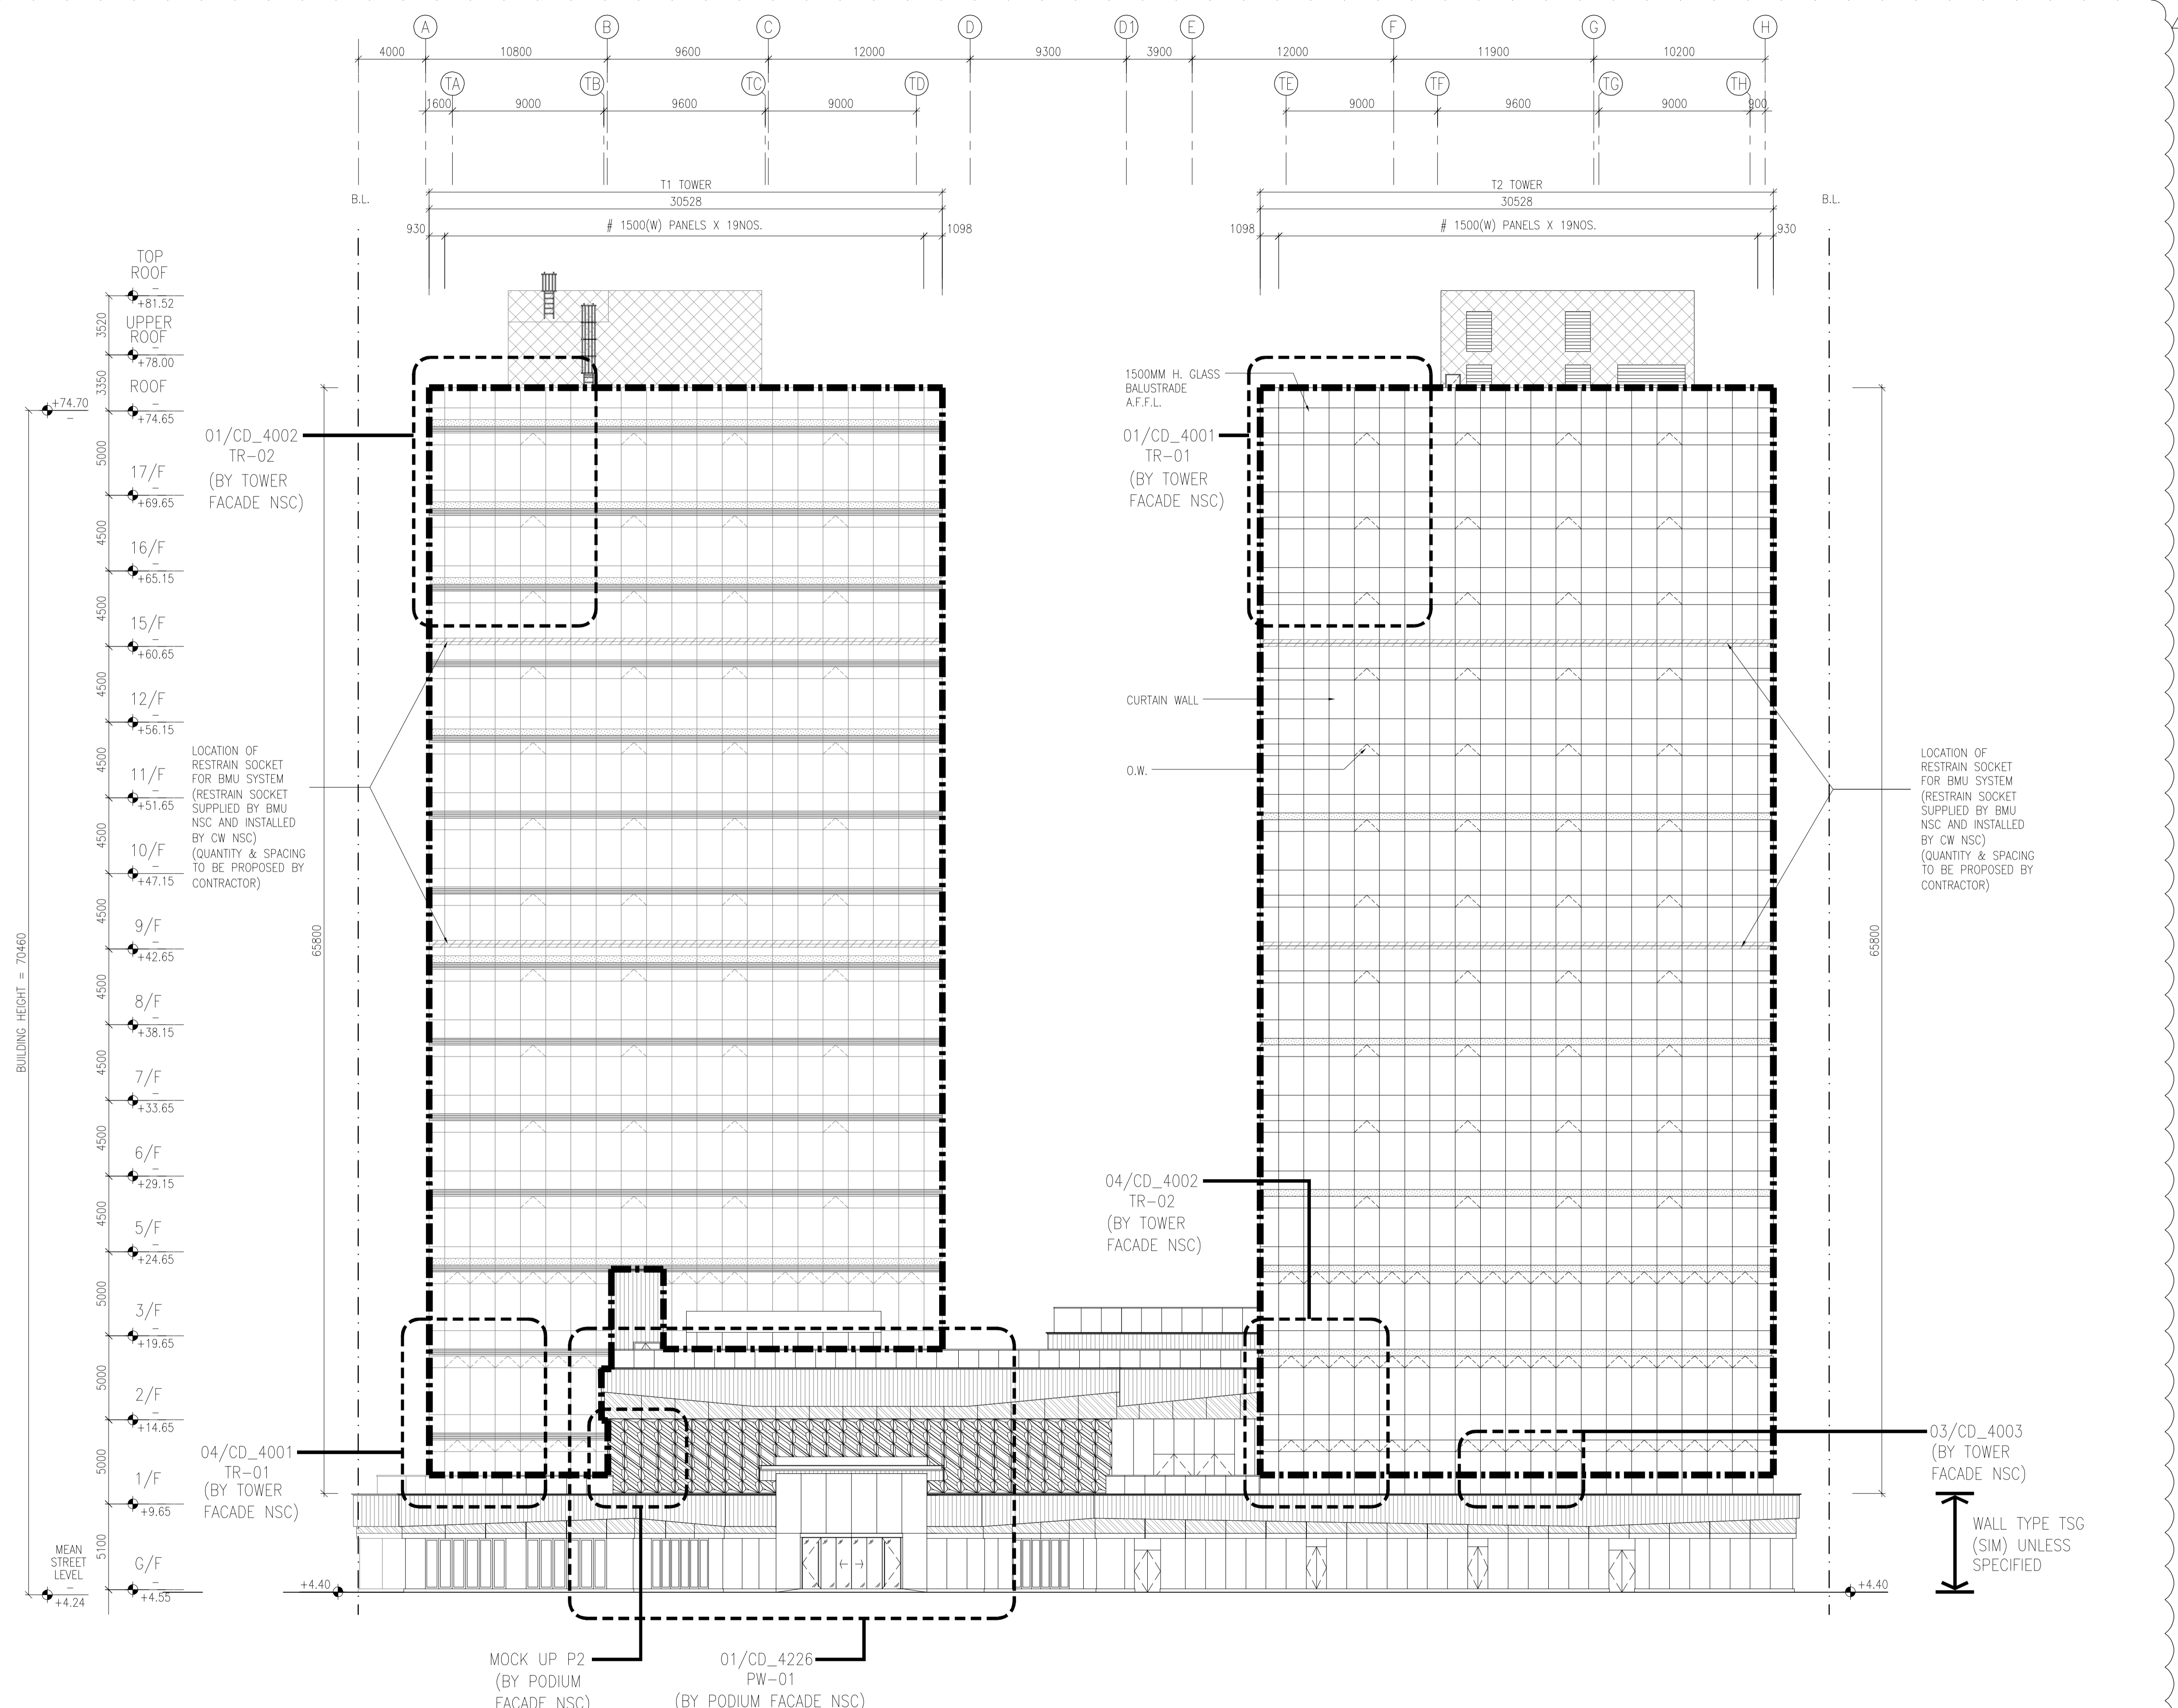 A B C D D1 E F G H
4000 10800 9600 12000 9300 3900 12000 11900 10200
TA TB TC TD TE TF TG TH
1600 9000 9600 9000 9000 9600 9000 900
B.L.
T1 TOWER
30528
# 1500(W) PANELS X 19NOS.
930
1098
T2 TOWER
30528
# 1500(W) PANELS X 19NOS.
1098
930
B.L.
TOP
ROOF
+81.52
3520
UPPER
ROOF
+78.00
3350
ROOF
+74.65
+74.70
5000
17/F
+69.65
4500
16/F
+65.15
4500
15/F
+60.65
4500
12/F
+56.15
4500
11/F
+51.65
4500
10/F
+47.15
4500
9/F
+42.65
4500
8/F
+38.15
4500
7/F
+33.65
4500
6/F
+29.15
4500
5/F
+24.65
5000
3/F
+19.65
5000
2/F
+14.65
5000
1/F
+9.65
5100
G/F
+4.55
MEAN
STREET
LEVEL
+4.24
BUILDING HEIGHT = 70460
65800
01/CD_4002
TR-02
(BY TOWER
FACADE NSC)
LOCATION OF
RESTRAIN SOCKET
FOR BMU SYSTEM
(RESTRAIN SOCKET
SUPPLIED BY BMU
NSC AND INSTALLED
BY CW NSC)
(QUANTITY & SPACING
TO BE PROPOSED BY
CONTRACTOR)
04/CD_4001
TR-01
(BY TOWER
FACADE NSC)
+4.40
1500MM H. GLASS
BALUSTRADE
A.F.F.L.
01/CD_4001
TR-01
(BY TOWER
FACADE NSC)
CURTAIN WALL
O.W.
04/CD_4002
TR-02
(BY TOWER
FACADE NSC)
65800
LOCATION OF
RESTRAIN SOCKET
FOR BMU SYSTEM
(RESTRAIN SOCKET
SUPPLIED BY BMU
NSC AND INSTALLED
BY CW NSC)
(QUANTITY & SPACING
TO BE PROPOSED BY
CONTRACTOR)
03/CD_4003
(BY TOWER
FACADE NSC)
WALL TYPE TSG
(SIM) UNLESS
SPECIFIED
+4.40
MOCK UP P2
(BY PODIUM
FACADE NSC)
01/CD_4226
PW-01
(BY PODIUM FACADE NSC)